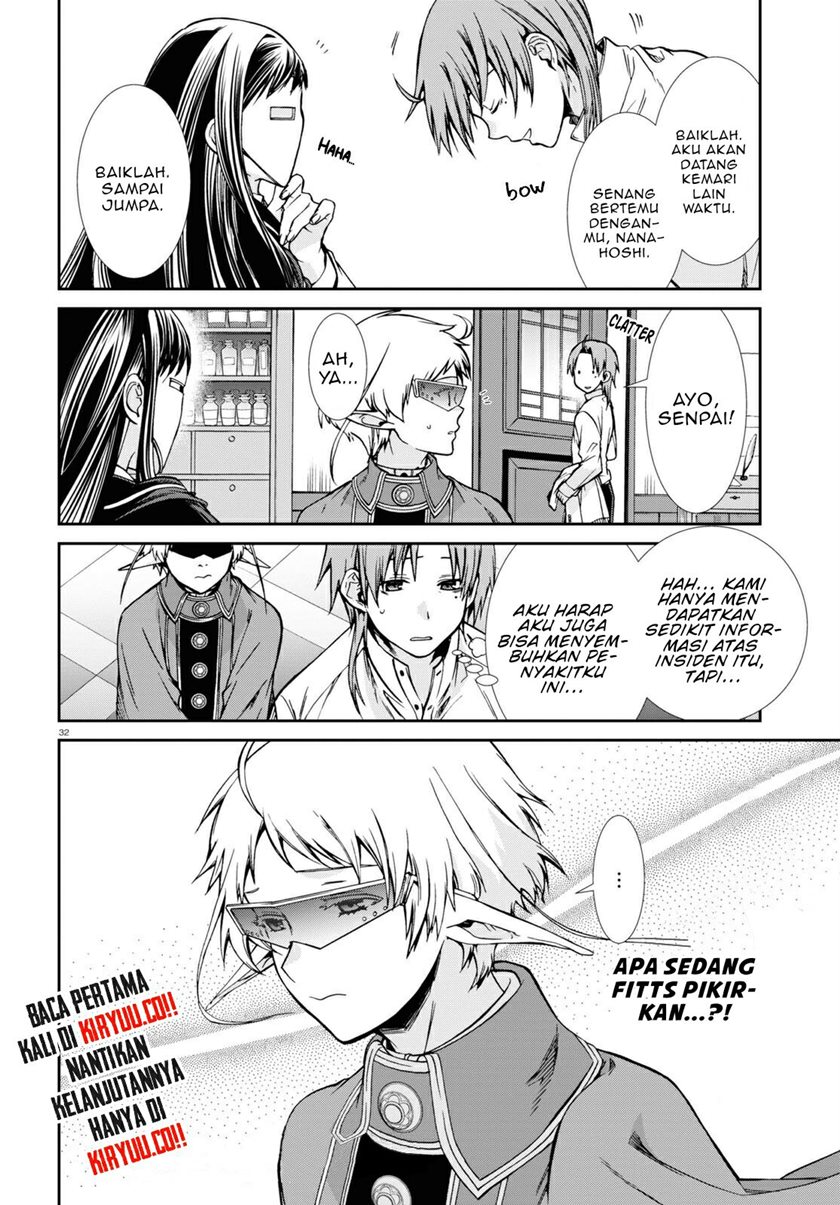 BAIKLAH.
AKU AKAN
DATANG
KEMARI
LAIN
WAKTU.
SENANG
BERTEMU
DENGAN-
MU, NANA-
HOSHI.
bow
HAHA...
BAIKLAH.
SAMPAI
JUMPA.
CLATTER
AYO,
SENPAI!
AH,
YA...
HAH... KAMI
HANYA MEN-
DAPATKAN
SEDIKIT INFOR-
MASI ATAS
INSIDEN ITU,
TAPI...
AKU HARAP
AKU JUGA
BISA MENYEM-
BUHKAN PE-
NYAKITKU
INI...
32
...
APA SEDANG
FITTS PIKIR-
KAN...?!
BACA PERTAMA
KALI DI KIRYUU.CO!!
NANTIKAN
KELANJUTANNYA
HANYA DI
KIRYUU.CO!!